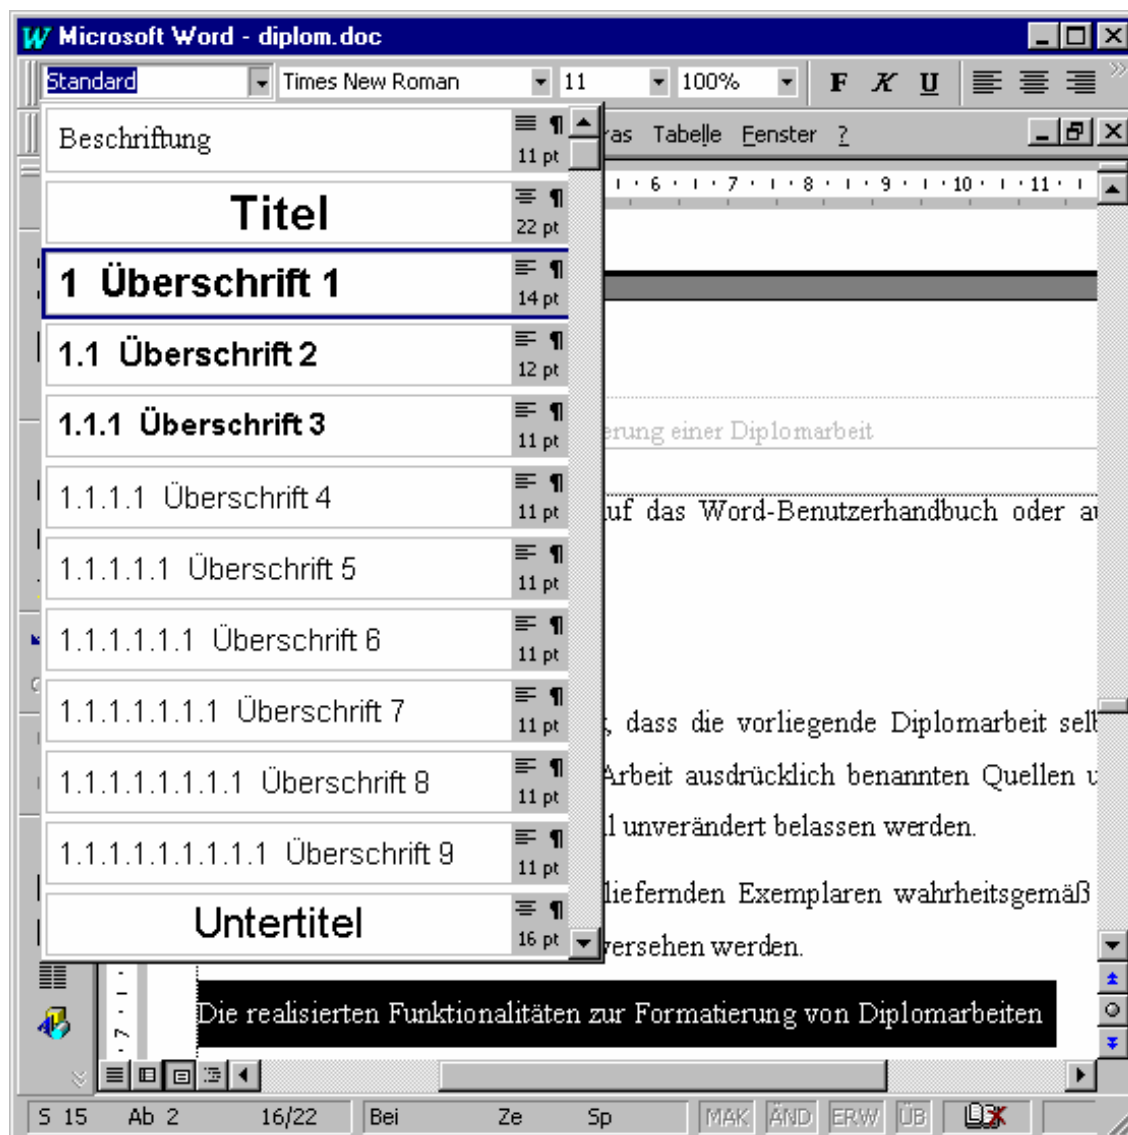 Microsoft Word - diplom.doc
Standard Times New Roman 11 100% F K U
Beschriftung 11 pt
Titel 22 pt
1 Überschrift 1 14 pt
1.1 Überschrift 2 12 pt
1.1.1 Überschrift 3 11 pt
1.1.1.1 Überschrift 4 11 pt
1.1.1.1.1 Überschrift 5 11 pt
1.1.1.1.1.1 Überschrift 6 11 pt
1.1.1.1.1.1.1 Überschrift 7 11 pt
1.1.1.1.1.1.1.1 Überschrift 8 11 pt
1.1.1.1.1.1.1.1.1 Überschrift 9 11 pt
Untertitel 16 pt
ras Tabelle Fenster ?
6 7 8 9 10 11
erung einer Diplomarbeit
uf das Word-Benutzerhandbuch oder au
, dass die vorliegende Diplomarbeit selb
Arbeit ausdrücklich benannten Quellen u
l unverändert belassen werden.
liefernden Exemplaren wahrheitsgemäß
versehen werden.
7
Die realisierten Funktionalitäten zur Formatierung von Diplomarbeiten
S 15 Ab 2 16/22 Bei Ze Sp MAK ÄND ERW ÜB